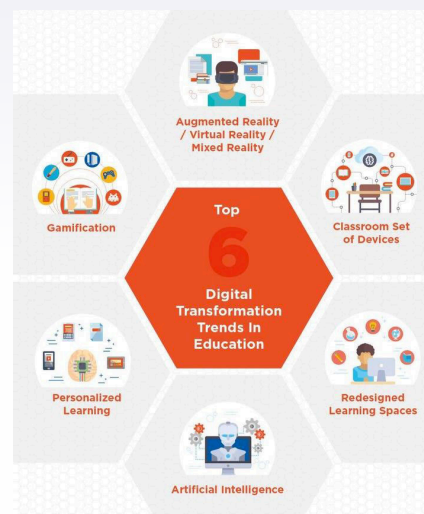 Augmented Reality
/ Virtual Reality /
Mixed Reality
Gamification
Classroom Set
of Devices
Top
6
Digital
Transformation
Trends In
Education
Personalized
Learning
Redesigned
Learning Spaces
Artificial Intelligence